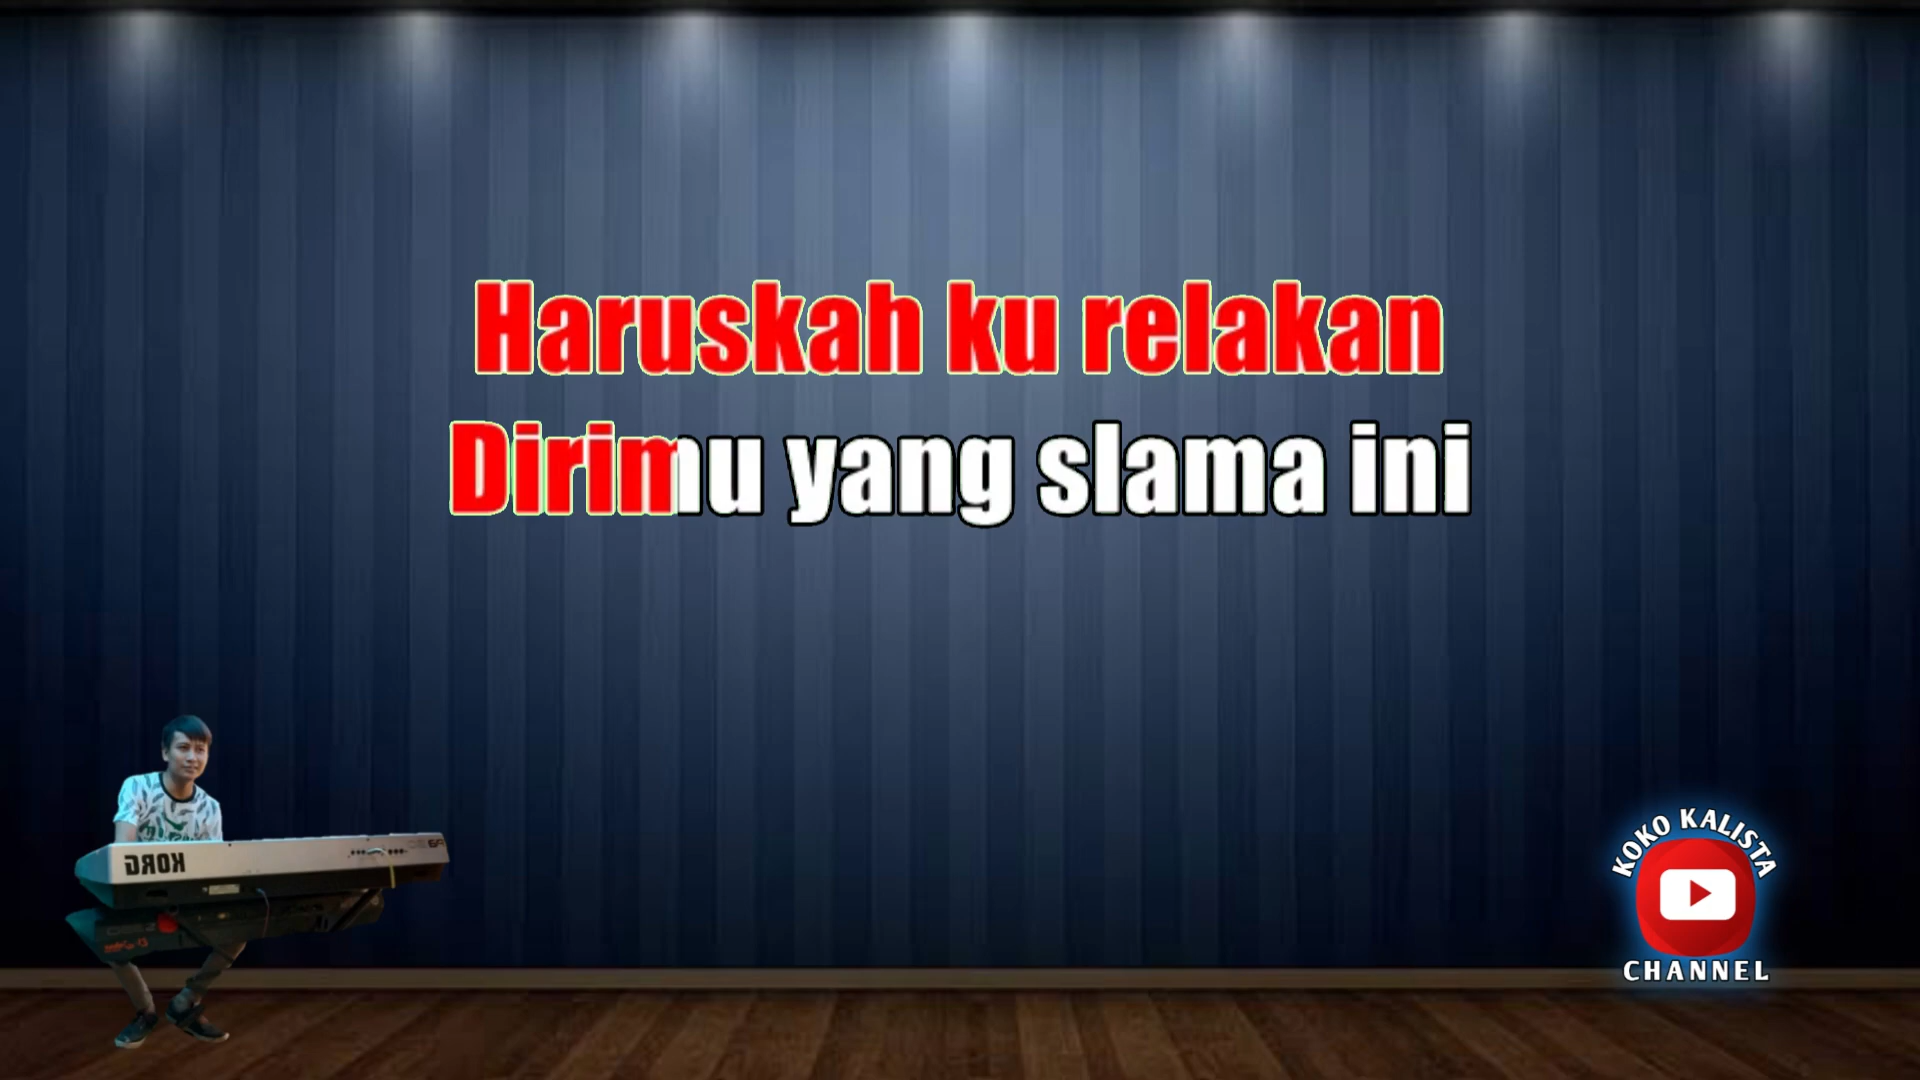 Haruskah ku relakan
Dirimu yang slama ini
KORG
KOKO KALISTA
CHANNEL